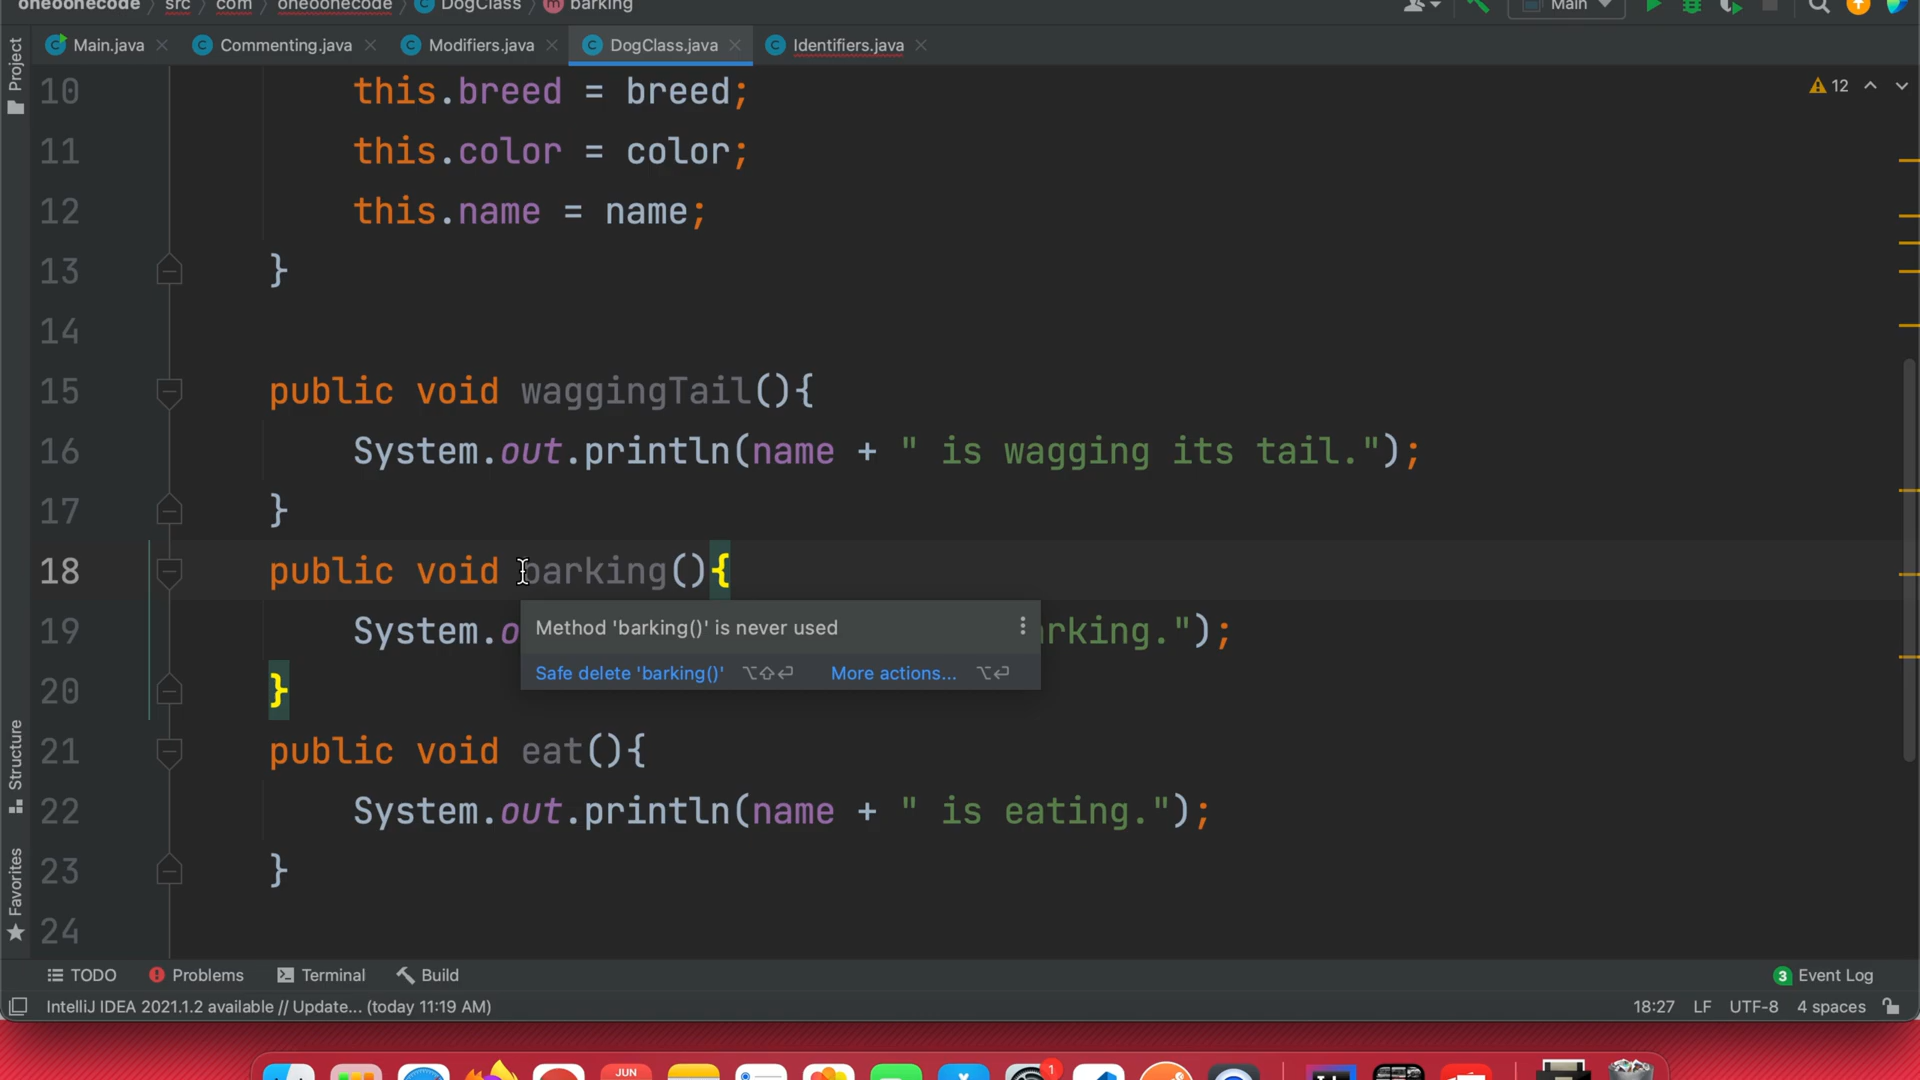 oneoonecode src com oneoonecode DogClass barking Main
Main.java Commenting.java Modifiers.java DogClass.java Identifiers.java
Project
12
10 this.breed = breed;
11 this.color = color;
12 this.name = name;
13 }
14
15 public void waggingTail(){
16 System.out.println(name + " is wagging its tail.");
17 }
18 public void barking(){
19 System.o rking.");
Method 'barking()' is never used
Safe delete 'barking()' ⌥⇧⏎ More actions... ⌥⏎
20 }
21 public void eat(){
22 System.out.println(name + " is eating.");
23 }
24
Structure
Favorites
TODO Problems Terminal Build 3 Event Log
IntelliJ IDEA 2021.1.2 available // Update... (today 11:19 AM) 18:27 LF UTF-8 4 spaces
JUN 1